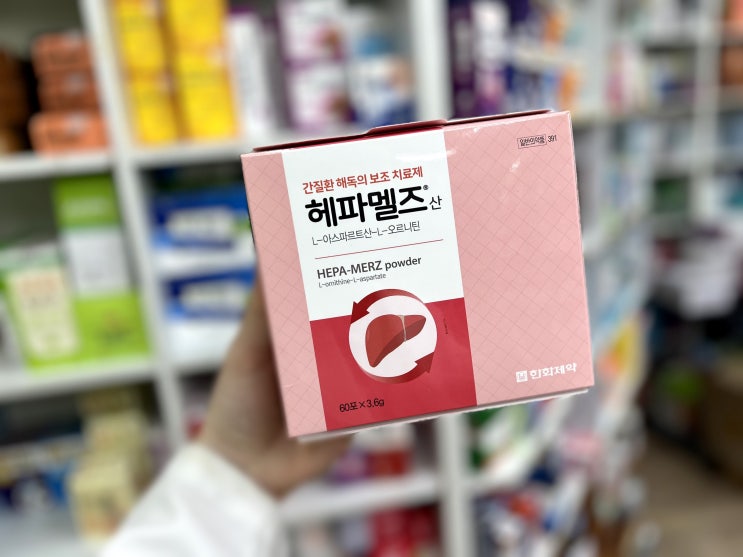 일반의약품 391
간질환 해독의 보조 치료제
헤파멜즈® 산
L-아스파르트산-L-오르니틴
HEPA-MERZ powder
L-ornithine-L-aspartate
60포×3.6g
한화제약